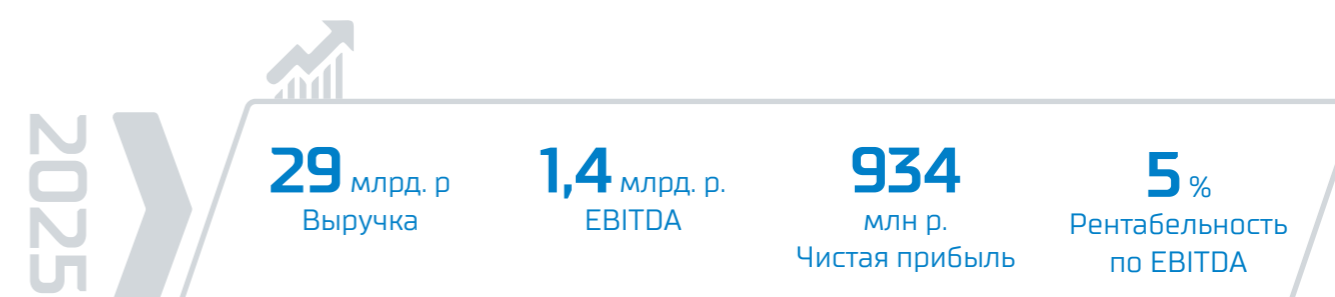 2025
29 млрд. р
Выручка
1,4 млрд. р.
EBITDA
934
млн р.
Чистая прибыль
5 %
Рентабельность
по EBITDA